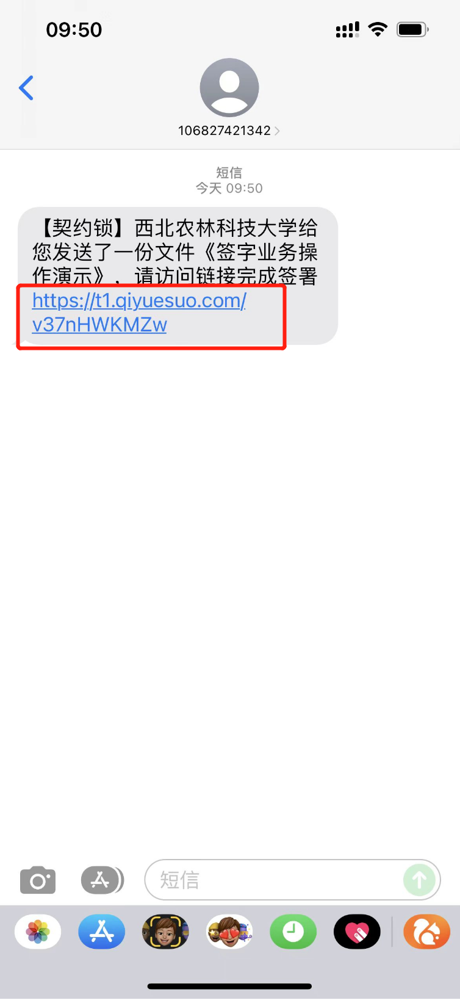 09:50
106827421342
短信
今天 09:50
【契约锁】西北农林科技大学给
您发送了一份文件《签字业务操
作演示》，请访问链接完成签署
https://t1.qiyuesuo.com/
v37nHWKMZw
短信